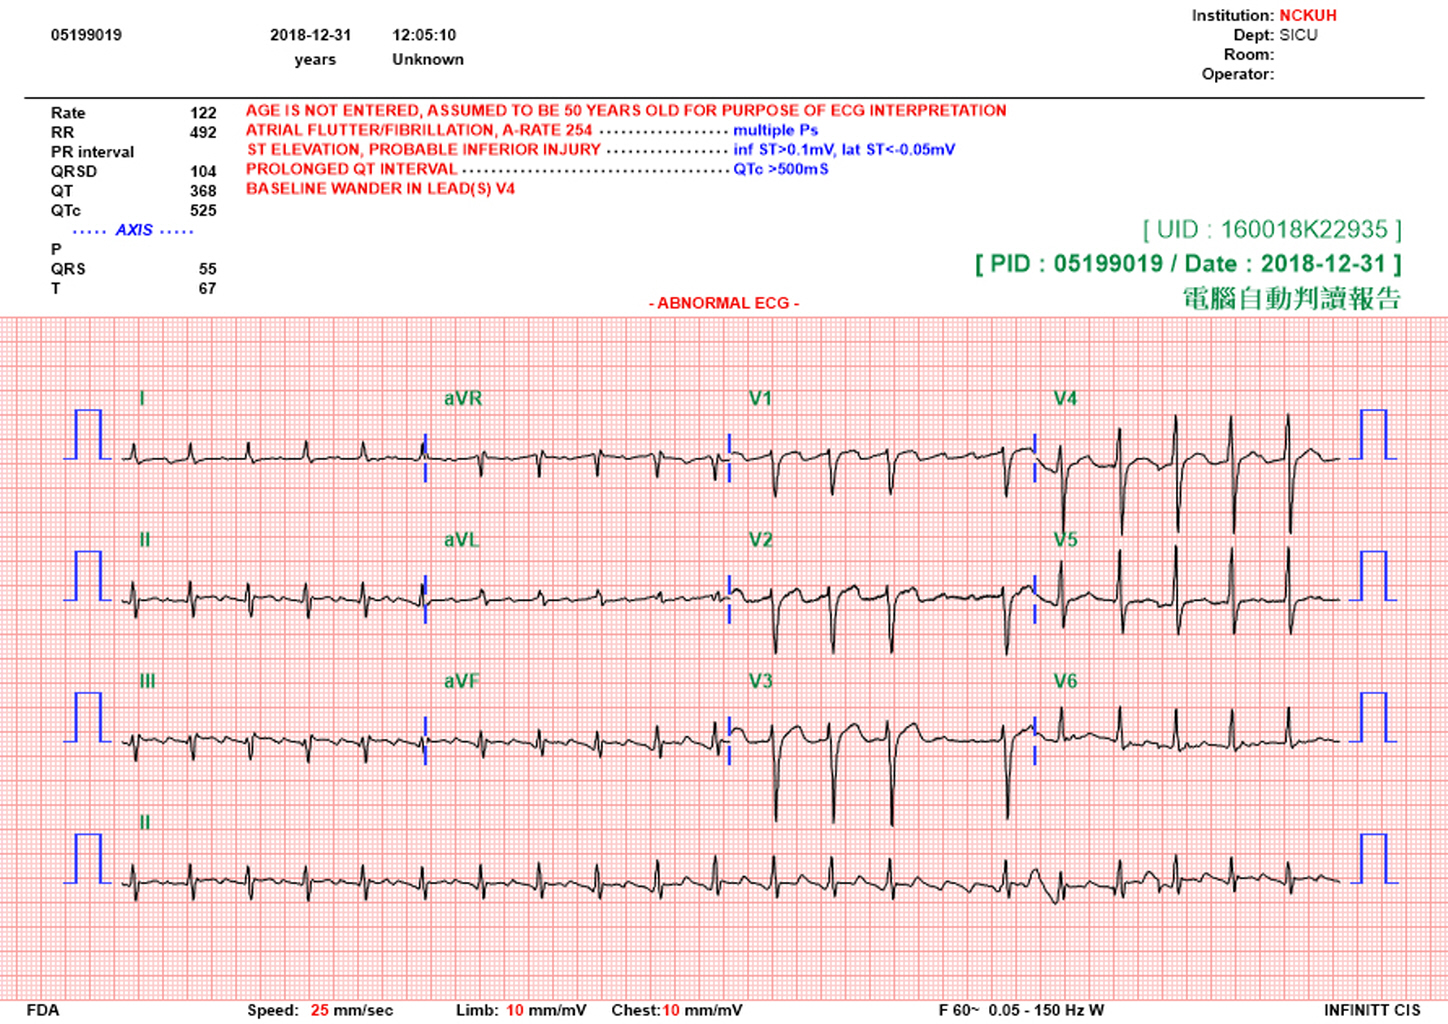 05199019 2018-12-31 12:05:10
years Unknown
Institution: NCKUH
Dept: SICU
Room:
Operator:
Rate 122
RR 492
PR interval
QRSD 104
QT 368
QTc 525
····· AXIS ·····
P
QRS 55
T 67
AGE IS NOT ENTERED, ASSUMED TO BE 50 YEARS OLD FOR PURPOSE OF ECG INTERPRETATION
ATRIAL FLUTTER/FIBRILLATION, A-RATE 254 ·················· multiple Ps
ST ELEVATION, PROBABLE INFERIOR INJURY ················· inf ST>0.1mV, lat ST<-0.05mV
PROLONGED QT INTERVAL ····································· QTc >500mS
BASELINE WANDER IN LEAD(S) V4
[ UID : 160018K22935 ]
[ PID : 05199019 / Date : 2018-12-31 ]
電腦自動判讀報告
- ABNORMAL ECG -
I aVR V1 V4
II aVL V2 V5
III aVF V3 V6
II
FDA Speed: 25 mm/sec Limb: 10 mm/mV Chest:10 mm/mV F 60~ 0.05 - 150 Hz W INFINITT CIS